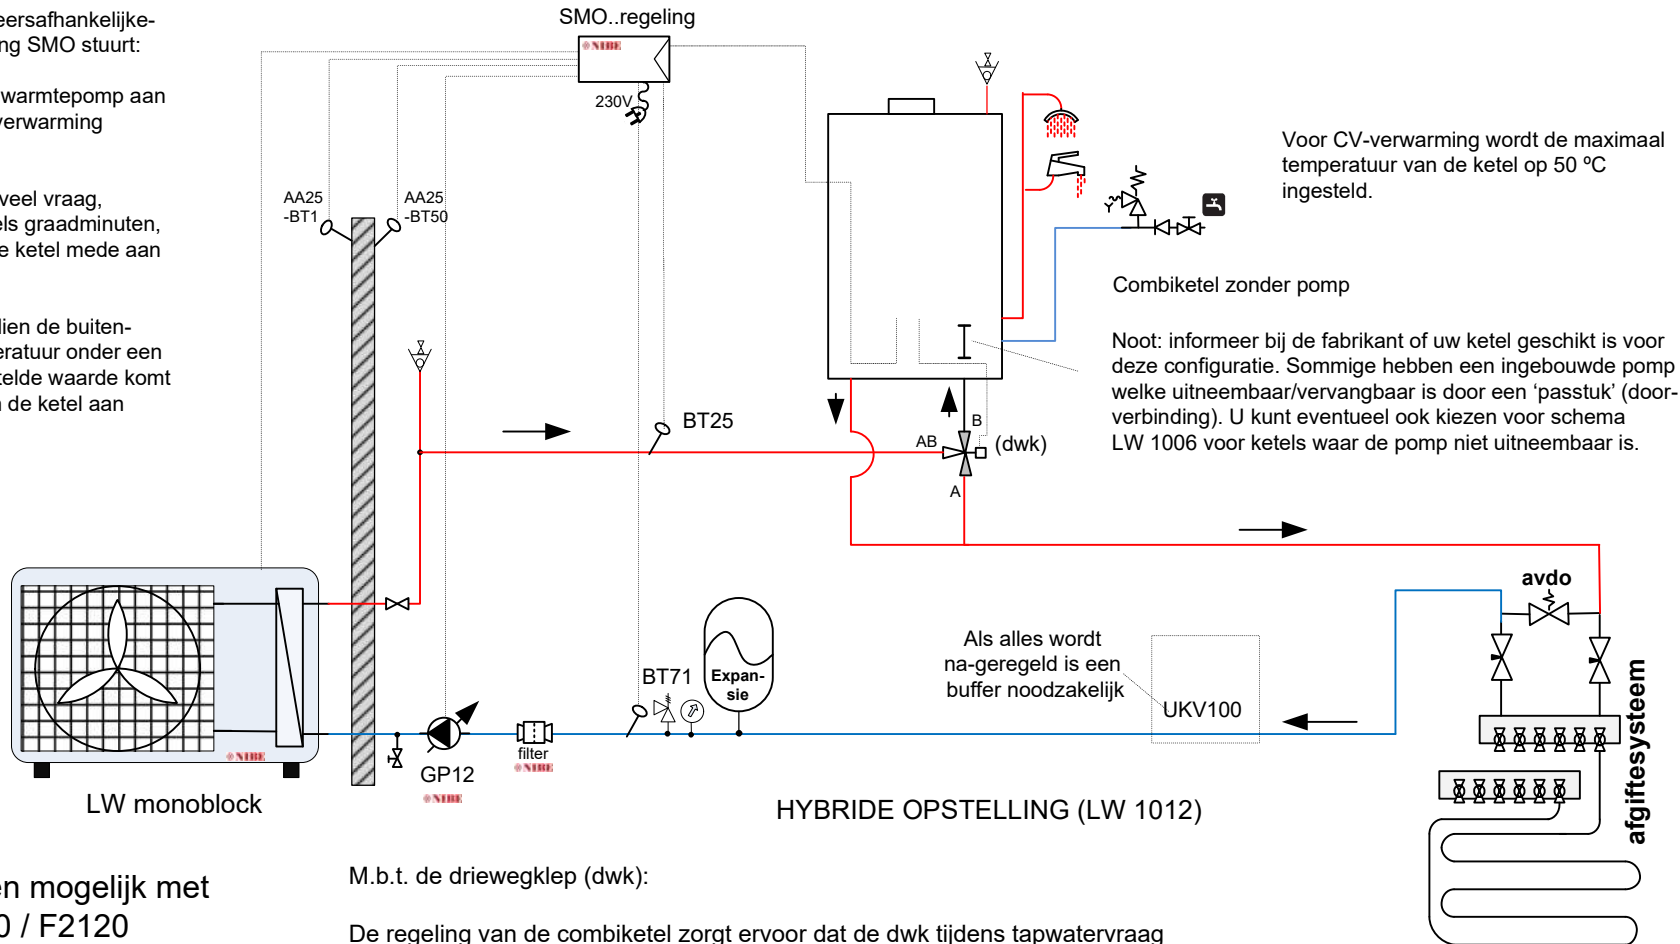 eersafhankelijke-
ng SMO stuurt:
warmtepomp aan
verwarming
veel vraag,
els graadminuten,
e ketel mede aan
dien de buiten-
eratuur onder een
telde waarde komt
n de ketel aan
SMO..regeling
NIBE
230V
AA25
-BT1
AA25
-BT50
BT25
AB
B
A
(dwk)
Voor CV-verwarming wordt de maximaal
temperatuur van de ketel op 50 ºC
ingesteld.
Combiketel zonder pomp
Noot: informeer bij de fabrikant of uw ketel geschikt is voor
deze configuratie. Sommige hebben een ingebouwde pomp
welke uitneembaar/vervangbaar is door een ‘passtuk’ (door-
verbinding). U kunt eventueel ook kiezen voor schema
LW 1006 voor ketels waar de pomp niet uitneembaar is.
avdo
Als alles wordt
na-geregeld is een
buffer noodzakelijk
UKV100
BT71
Expan-
sie
filter
NIBE
GP12
NIBE
NIBE
LW monoblock
afgiftesysteem
HYBRIDE OPSTELLING (LW 1012)
en mogelijk met
0 / F2120
M.b.t. de driewegklep (dwk):
De regeling van de combiketel zorgt ervoor dat de dwk tijdens tapwatervraag